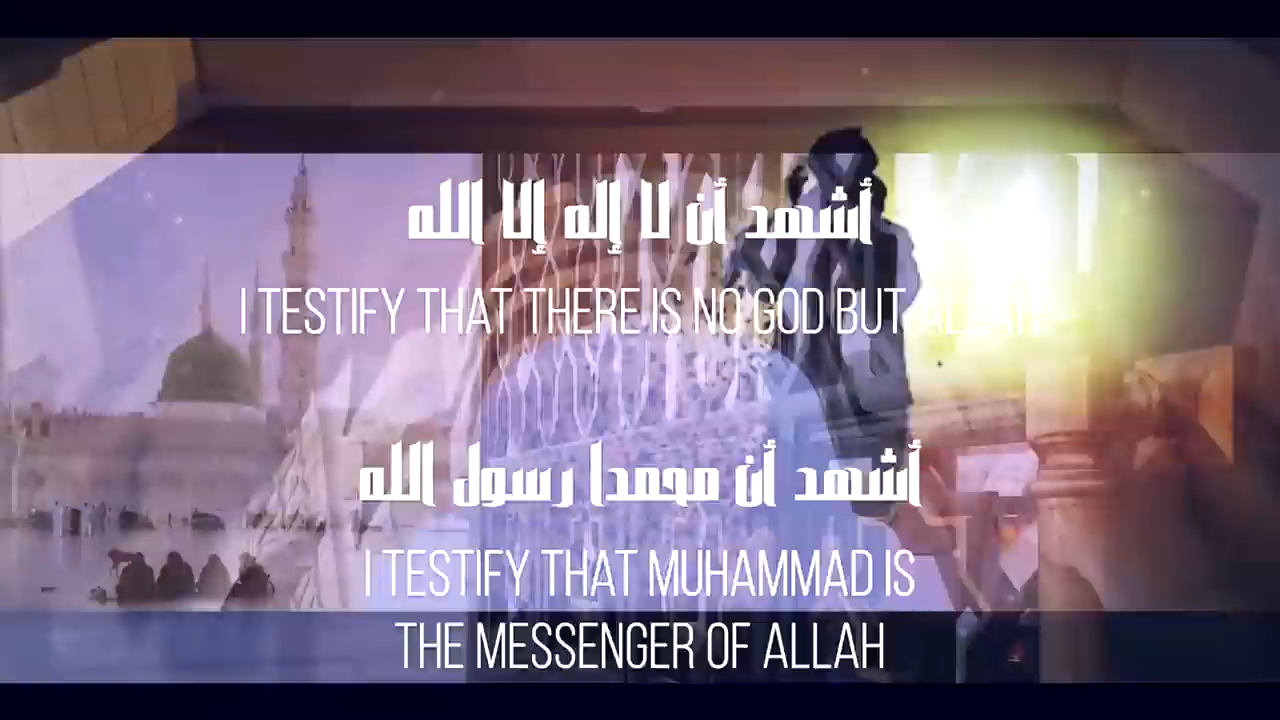 أشهد أن لا إله إلا الله
I TESTIFY THAT THERE IS NO GOD BUT ALLAH
أشهد أن محمدا رسول الله
I TESTIFY THAT MUHAMMAD IS
THE MESSENGER OF ALLAH